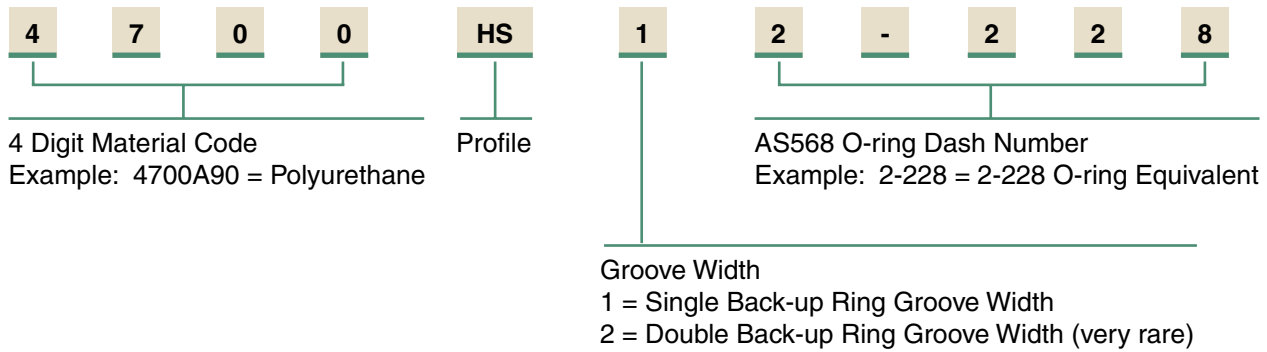 4 7 0 0 HS 1 2 - 2 2 8
4 Digit Material Code
Example: 4700A90 = Polyurethane
Profile
AS568 O-ring Dash Number
Example: 2-228 = 2-228 O-ring Equivalent
Groove Width
1 = Single Back-up Ring Groove Width
2 = Double Back-up Ring Groove Width (very rare)